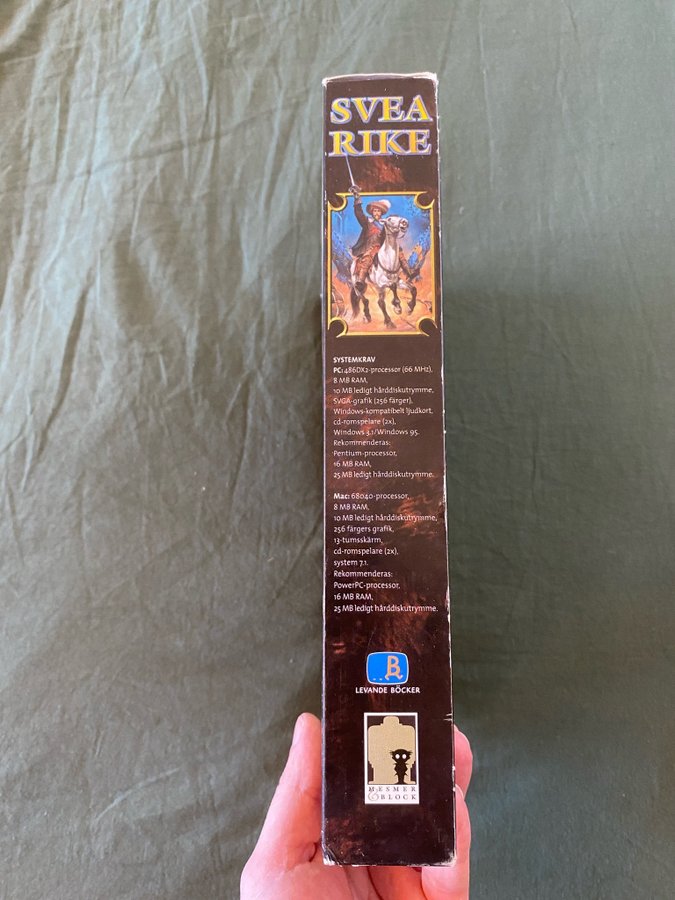 SVEA
RIKE
SYSTEMKRAV
PC: 486DX2-processor (66 MHz),
8 MB RAM,
10 MB ledigt hårddiskutrymme,
SVGA-grafik (256 färger),
Windows-kompatibelt ljudkort,
cd-romspelare (2x),
Windows 3.1/Windows 95.
Rekommenderas:
Pentium-processor,
16 MB RAM,
25 MB ledigt hårddiskutrymme.
Mac: 68040-processor,
8 MB RAM,
10 MB ledigt hårddiskutrymme,
256 färgers grafik,
13-tumsskärm,
cd-romspelare (2x),
system 7.1.
Rekommenderas:
PowerPC-processor,
16 MB RAM,
25 MB ledigt hårddiskutrymme.
B
LEVANDE BÖCKER
MESMER
& BLOCK